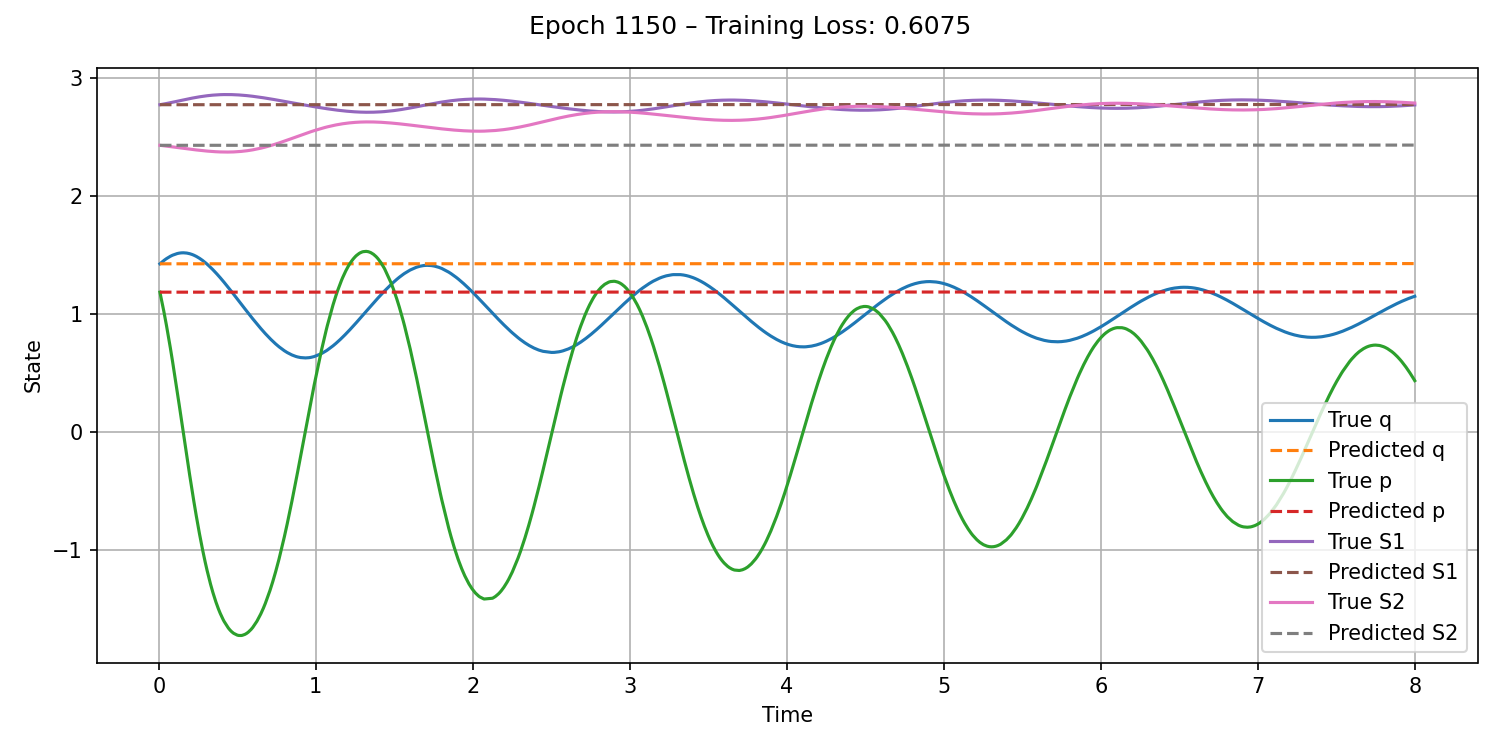 Epoch 1150 – Training Loss: 0.6075
3
2
1
0
−1
State
0 1 2 3 4 5 6 7 8
Time
True q
Predicted q
True p
Predicted p
True S1
Predicted S1
True S2
Predicted S2